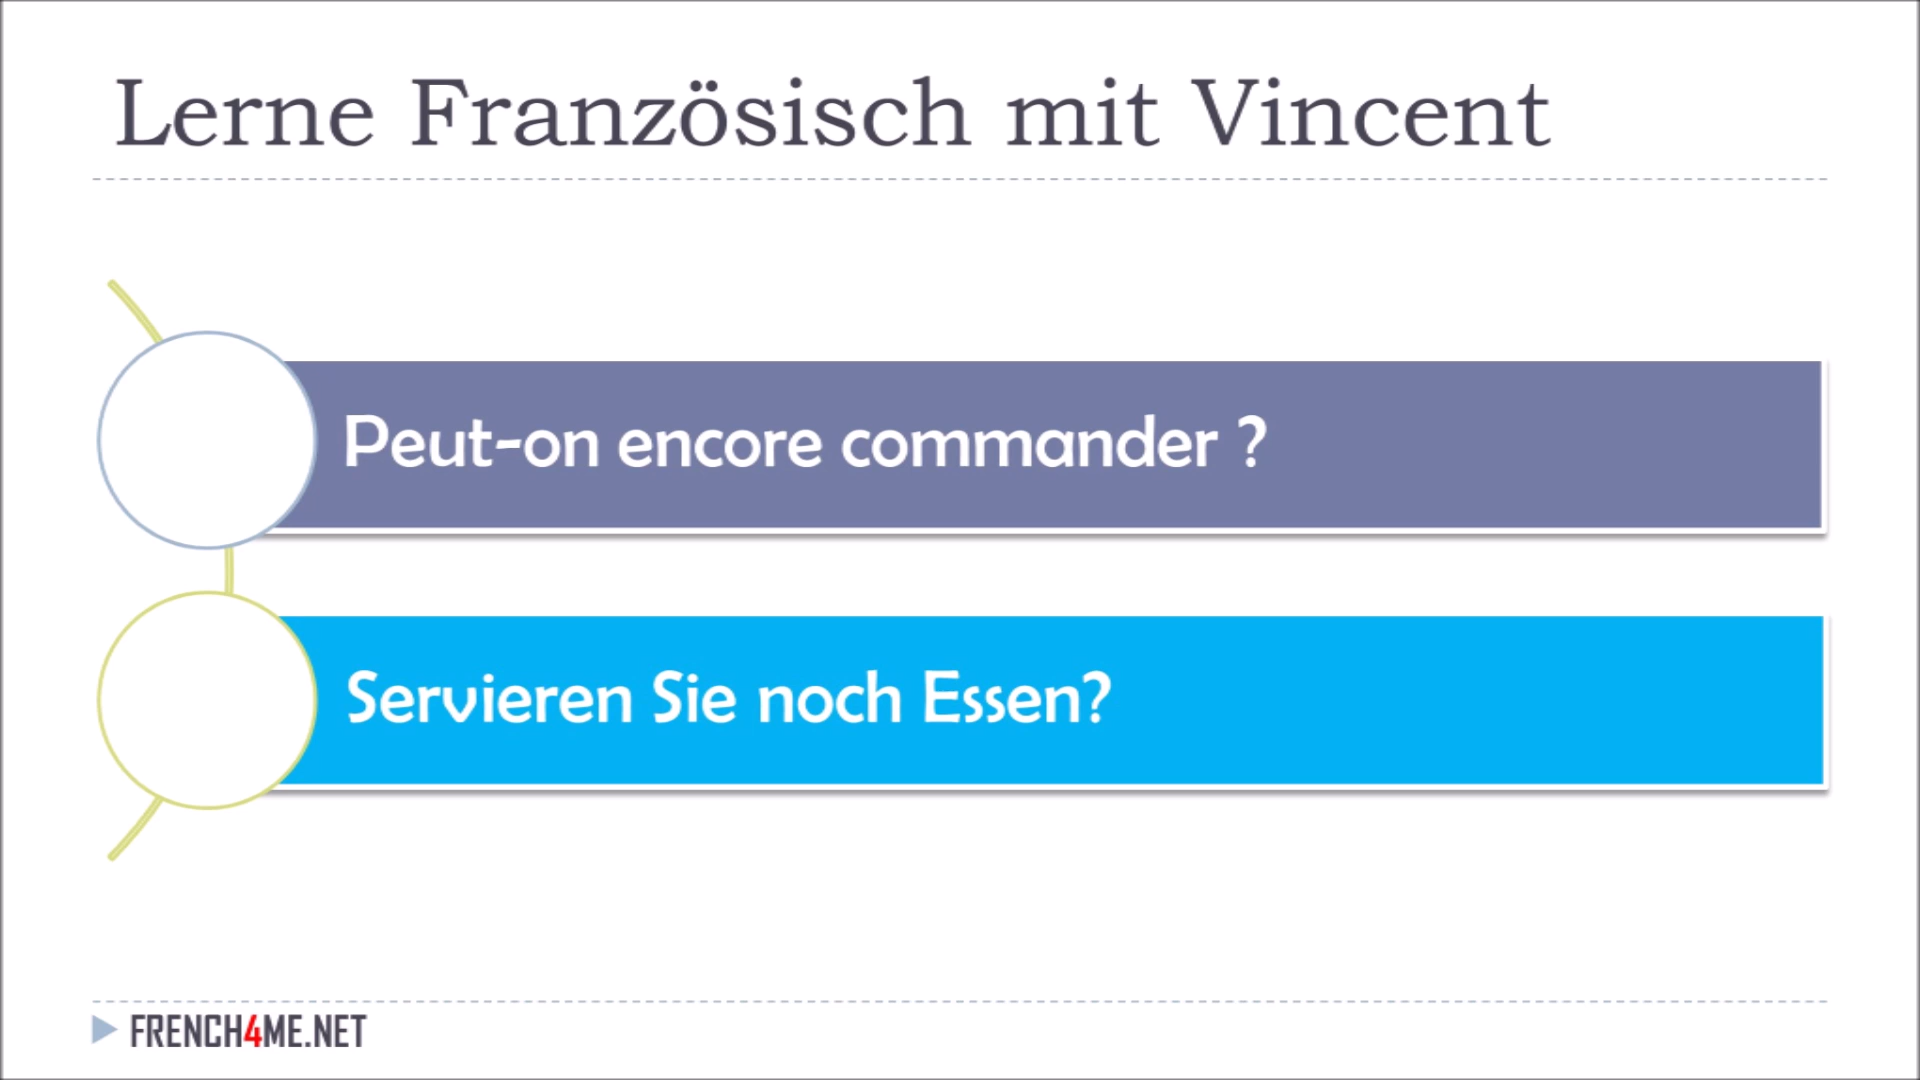 Lerne Französisch mit Vincent
Peut-on encore commander ?
Servieren Sie noch Essen?
FRENCH4ME.NET